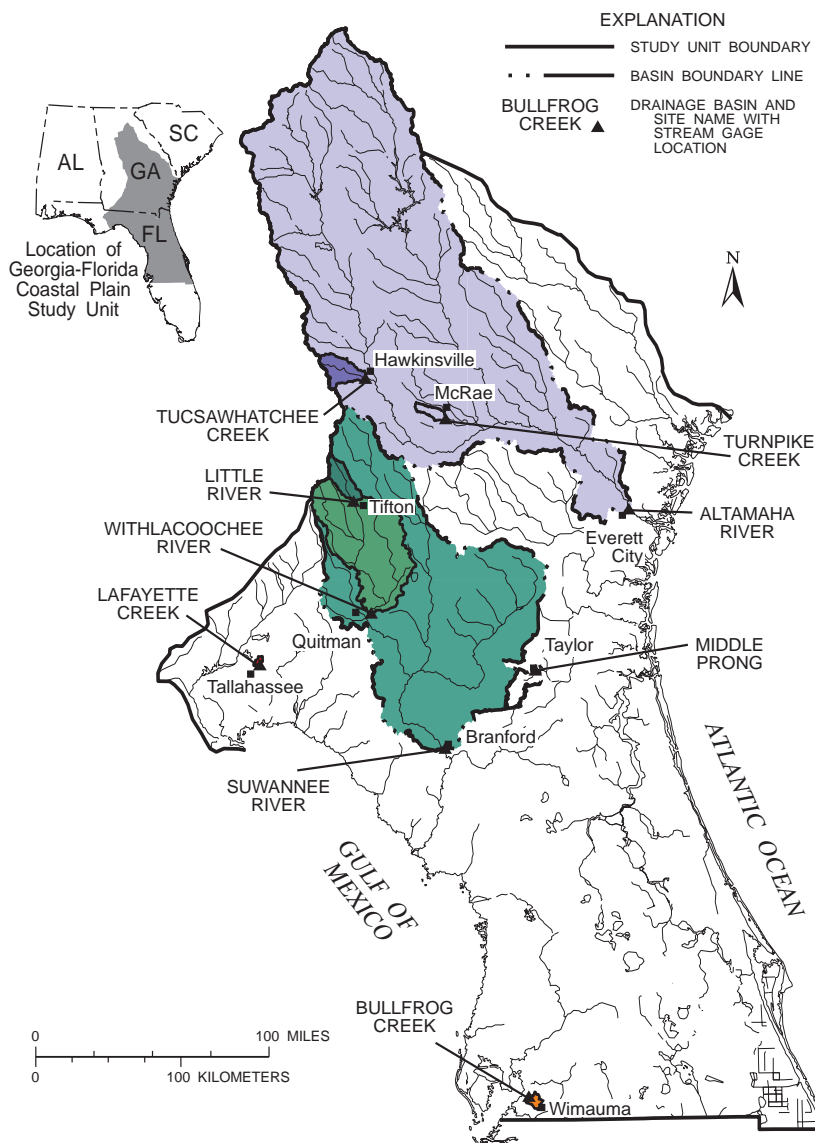 EXPLANATION
STUDY UNIT BOUNDARY
BASIN BOUNDARY LINE
BULLFROG
CREEK
DRAINAGE BASIN AND
SITE NAME WITH
STREAM GAGE
LOCATION
AL
GA
SC
FL
Location of
Georgia-Florida
Coastal Plain
Study Unit
N
Hawkinsville
McRae
TUCSAWHATCHEE
CREEK
TURNPIKE
CREEK
LITTLE
RIVER
Tifton
ALTAMAHA
RIVER
WITHLACOOCHEE
RIVER
Everett
City
LAFAYETTE
CREEK
Quitman
Taylor
MIDDLE
PRONG
Tallahassee
Branford
SUWANNEE
RIVER
ATLANTIC OCEAN
GULF OF
MEXICO
BULLFROG
CREEK
Wimauma
0 100 MILES
0 100 KILOMETERS